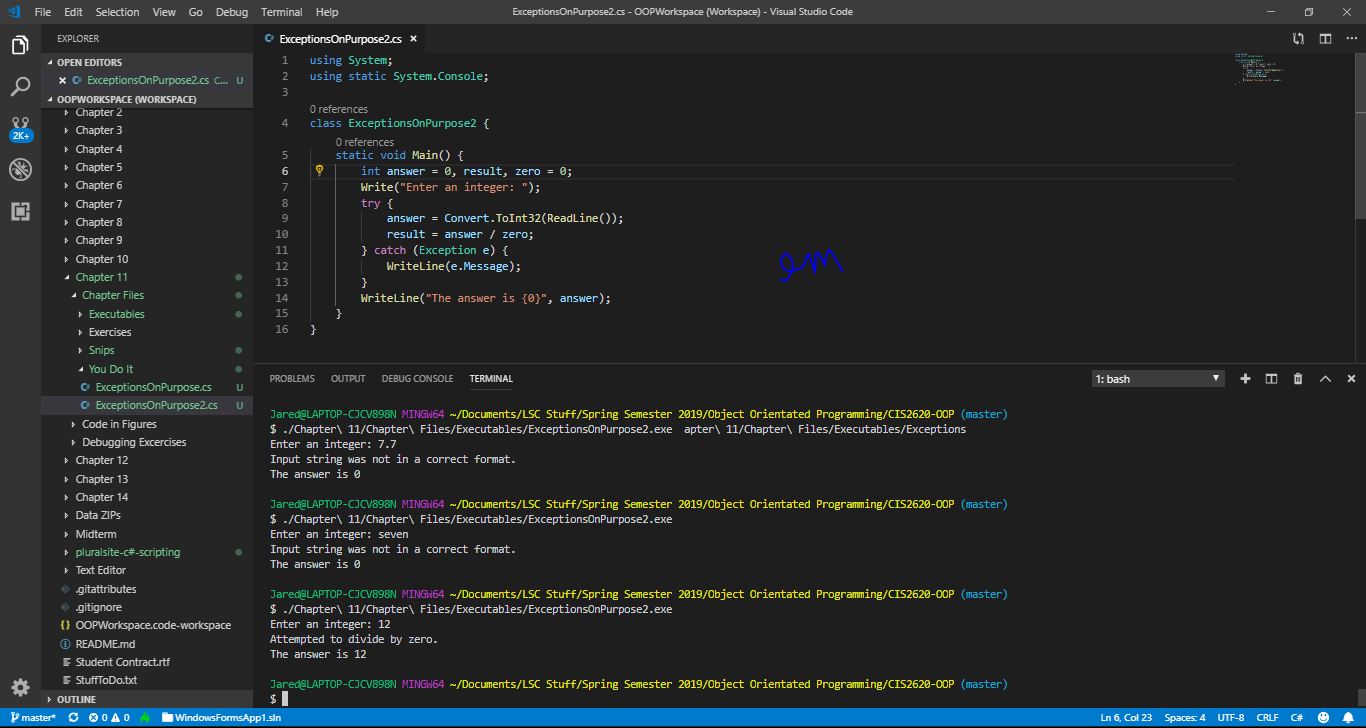 File Edit Selection View Go Debug Terminal Help
ExceptionsOnPurpose2.cs - OOPWorkspace (Workspace) - Visual Studio Code
EXPLORER
OPEN EDITORS
ExceptionsOnPurpose2.cs C... U
OOPWORKSPACE (WORKSPACE)
Chapter 2
Chapter 3
Chapter 4
Chapter 5
Chapter 6
Chapter 7
Chapter 8
Chapter 9
Chapter 10
Chapter 11
Chapter Files
Executables
Exercises
Snips
You Do It
ExceptionsOnPurpose.cs U
ExceptionsOnPurpose2.cs U
Code in Figures
Debugging Excercises
Chapter 12
Chapter 13
Chapter 14
Data ZIPs
Midterm
pluralsite-c#-scripting
Text Editor
.gitattributes
.gitignore
OOPWorkspace.code-workspace
README.md
Student Contract.rtf
StuffToDo.txt
OUTLINE
2K+
ExceptionsOnPurpose2.cs
1 using System;
2 using static System.Console;
3
0 references
4 class ExceptionsOnPurpose2 {
0 references
5 static void Main() {
6 int answer = 0, result, zero = 0;
7 Write("Enter an integer: ");
8 try {
9 answer = Convert.ToInt32(ReadLine());
10 result = answer / zero;
11 } catch (Exception e) {
12 WriteLine(e.Message);
13 }
14 WriteLine("The answer is {0}", answer);
15 }
16 }
PROBLEMS OUTPUT DEBUG CONSOLE TERMINAL
1: bash
Jared@LAPTOP-CJCV898N MINGW64 ~/Documents/LSC Stuff/Spring Semester 2019/Object Orientated Programming/CIS2620-OOP (master)
$ ./Chapter\ 11/Chapter\ Files/Executables/ExceptionsOnPurpose2.exe apter\ 11/Chapter\ Files/Executables/Exceptions
Enter an integer: 7.7
Input string was not in a correct format.
The answer is 0
Jared@LAPTOP-CJCV898N MINGW64 ~/Documents/LSC Stuff/Spring Semester 2019/Object Orientated Programming/CIS2620-OOP (master)
$ ./Chapter\ 11/Chapter\ Files/Executables/ExceptionsOnPurpose2.exe
Enter an integer: seven
Input string was not in a correct format.
The answer is 0
Jared@LAPTOP-CJCV898N MINGW64 ~/Documents/LSC Stuff/Spring Semester 2019/Object Orientated Programming/CIS2620-OOP (master)
$ ./Chapter\ 11/Chapter\ Files/Executables/ExceptionsOnPurpose2.exe
Enter an integer: 12
Attempted to divide by zero.
The answer is 12
Jared@LAPTOP-CJCV898N MINGW64 ~/Documents/LSC Stuff/Spring Semester 2019/Object Orientated Programming/CIS2620-OOP (master)
$
master* 0 0 WindowsFormsApp1.sln
Ln 6, Col 23 Spaces: 4 UTF-8 CRLF C#